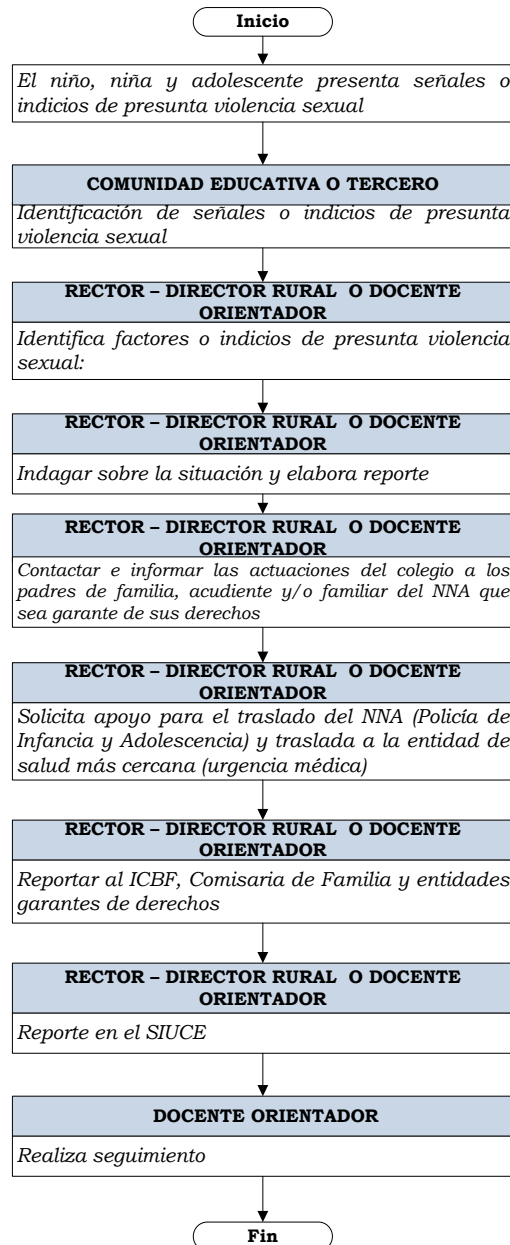 Inicio
El niño, niña y adolescente presenta señales o
indicios de presunta violencia sexual
COMUNIDAD EDUCATIVA O TERCERO
Identificación de señales o indicios de presunta
violencia sexual
RECTOR – DIRECTOR RURAL O DOCENTE
ORIENTADOR
Identifica factores o indicios de presunta violencia
sexual:
RECTOR – DIRECTOR RURAL O DOCENTE
ORIENTADOR
Indagar sobre la situación y elabora reporte
RECTOR – DIRECTOR RURAL O DOCENTE
ORIENTADOR
Contactar e informar las actuaciones del colegio a los
padres de familia, acudiente y/o familiar del NNA que
sea garante de sus derechos
RECTOR – DIRECTOR RURAL O DOCENTE
ORIENTADOR
Solicita apoyo para el traslado del NNA (Policía de
Infancia y Adolescencia) y traslada a la entidad de
salud más cercana (urgencia médica)
RECTOR – DIRECTOR RURAL O DOCENTE
ORIENTADOR
Reportar al ICBF, Comisaria de Familia y entidades
garantes de derechos
RECTOR – DIRECTOR RURAL O DOCENTE
ORIENTADOR
Reporte en el SIUCE
DOCENTE ORIENTADOR
Realiza seguimiento
Fin